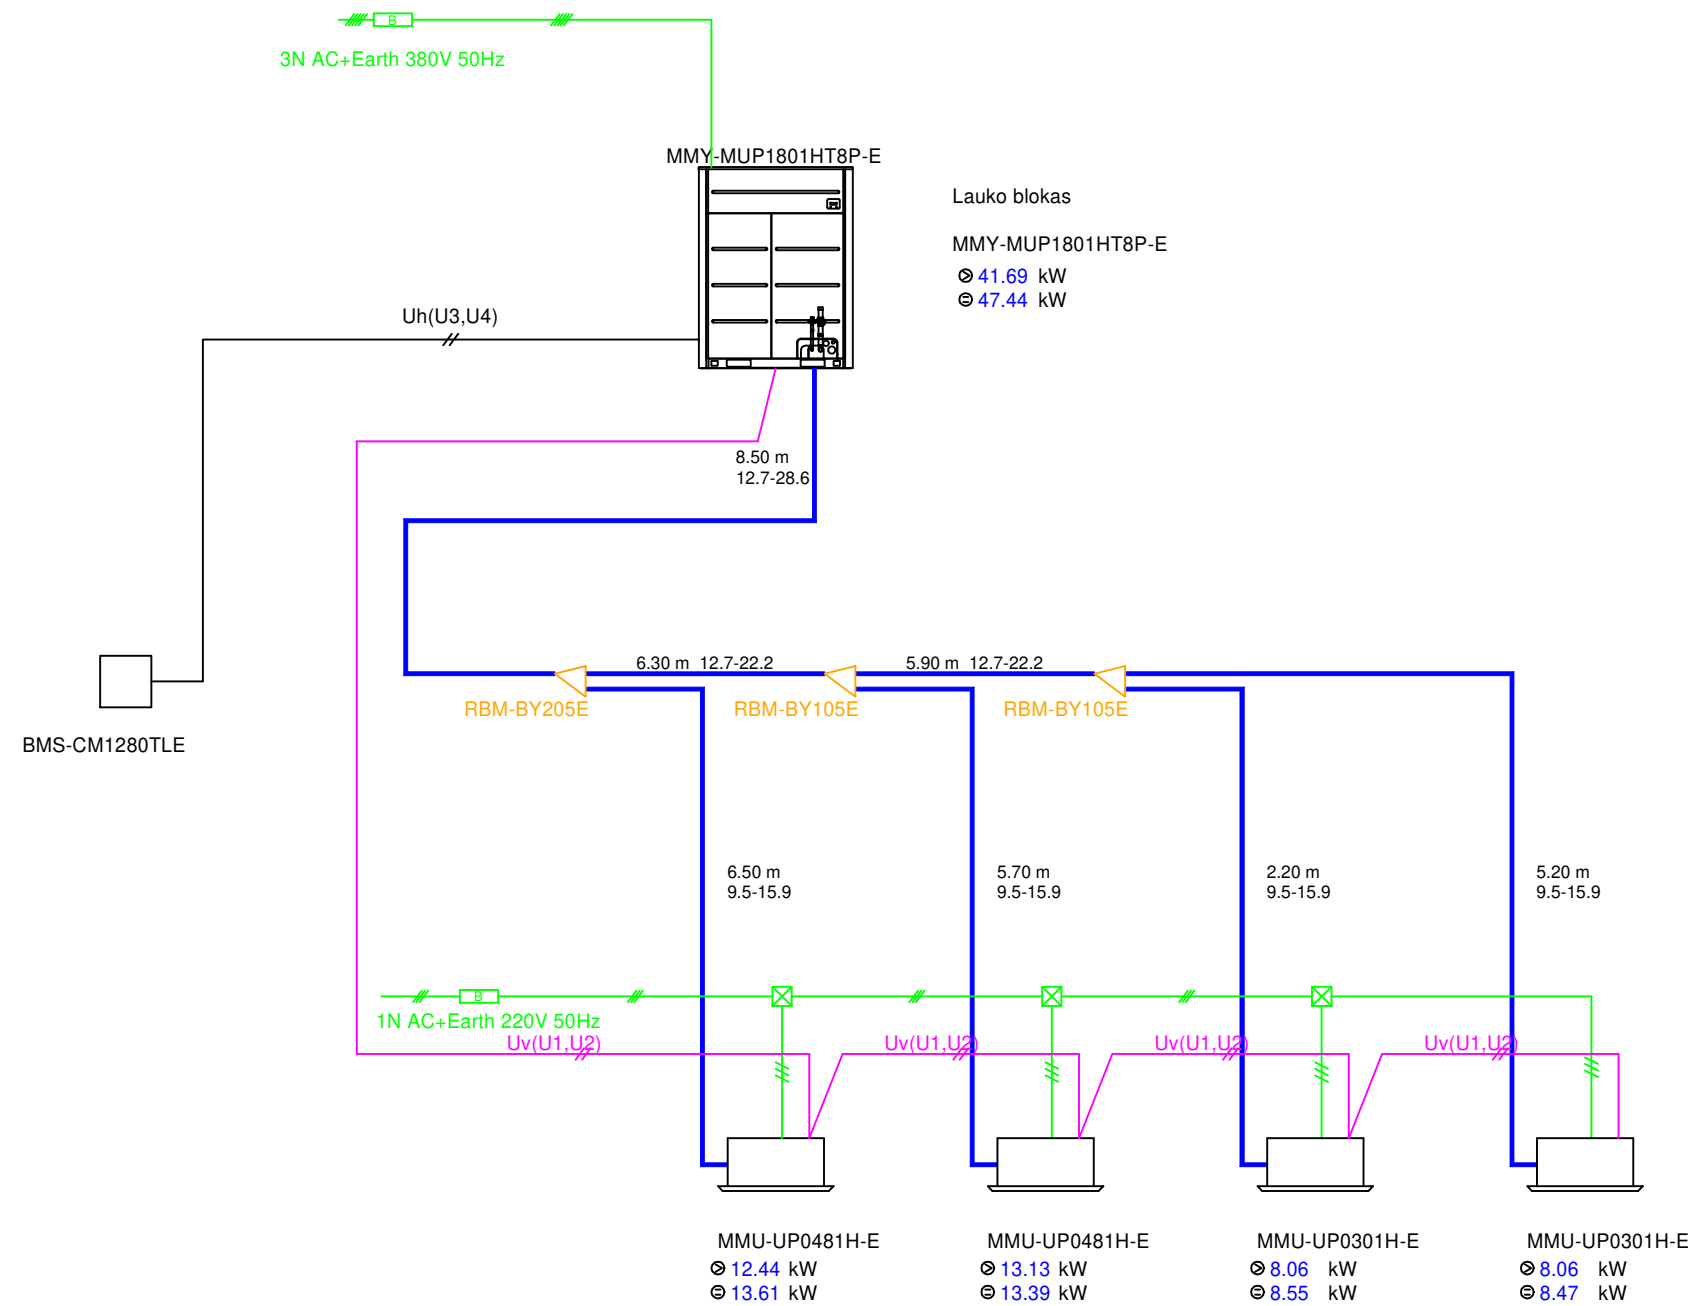 B
3N AC+Earth 380V 50Hz
MMY-MUP1801HT8P-E
Lauko blokas
MMY-MUP1801HT8P-E
41.69 kW
47.44 kW
Uh(U3,U4)
8.50 m
12.7-28.6
6.30 m 12.7-22.2
5.90 m 12.7-22.2
RBM-BY205E
RBM-BY105E
RBM-BY105E
BMS-CM1280TLE
6.50 m
9.5-15.9
5.70 m
9.5-15.9
2.20 m
9.5-15.9
5.20 m
9.5-15.9
B
1N AC+Earth 220V 50Hz
Uv(U1,U2)
Uv(U1,U2)
Uv(U1,U2)
Uv(U1,U2)
MMU-UP0481H-E
12.44 kW
13.61 kW
MMU-UP0481H-E
13.13 kW
13.39 kW
MMU-UP0301H-E
8.06 kW
8.55 kW
MMU-UP0301H-E
8.06 kW
8.47 kW